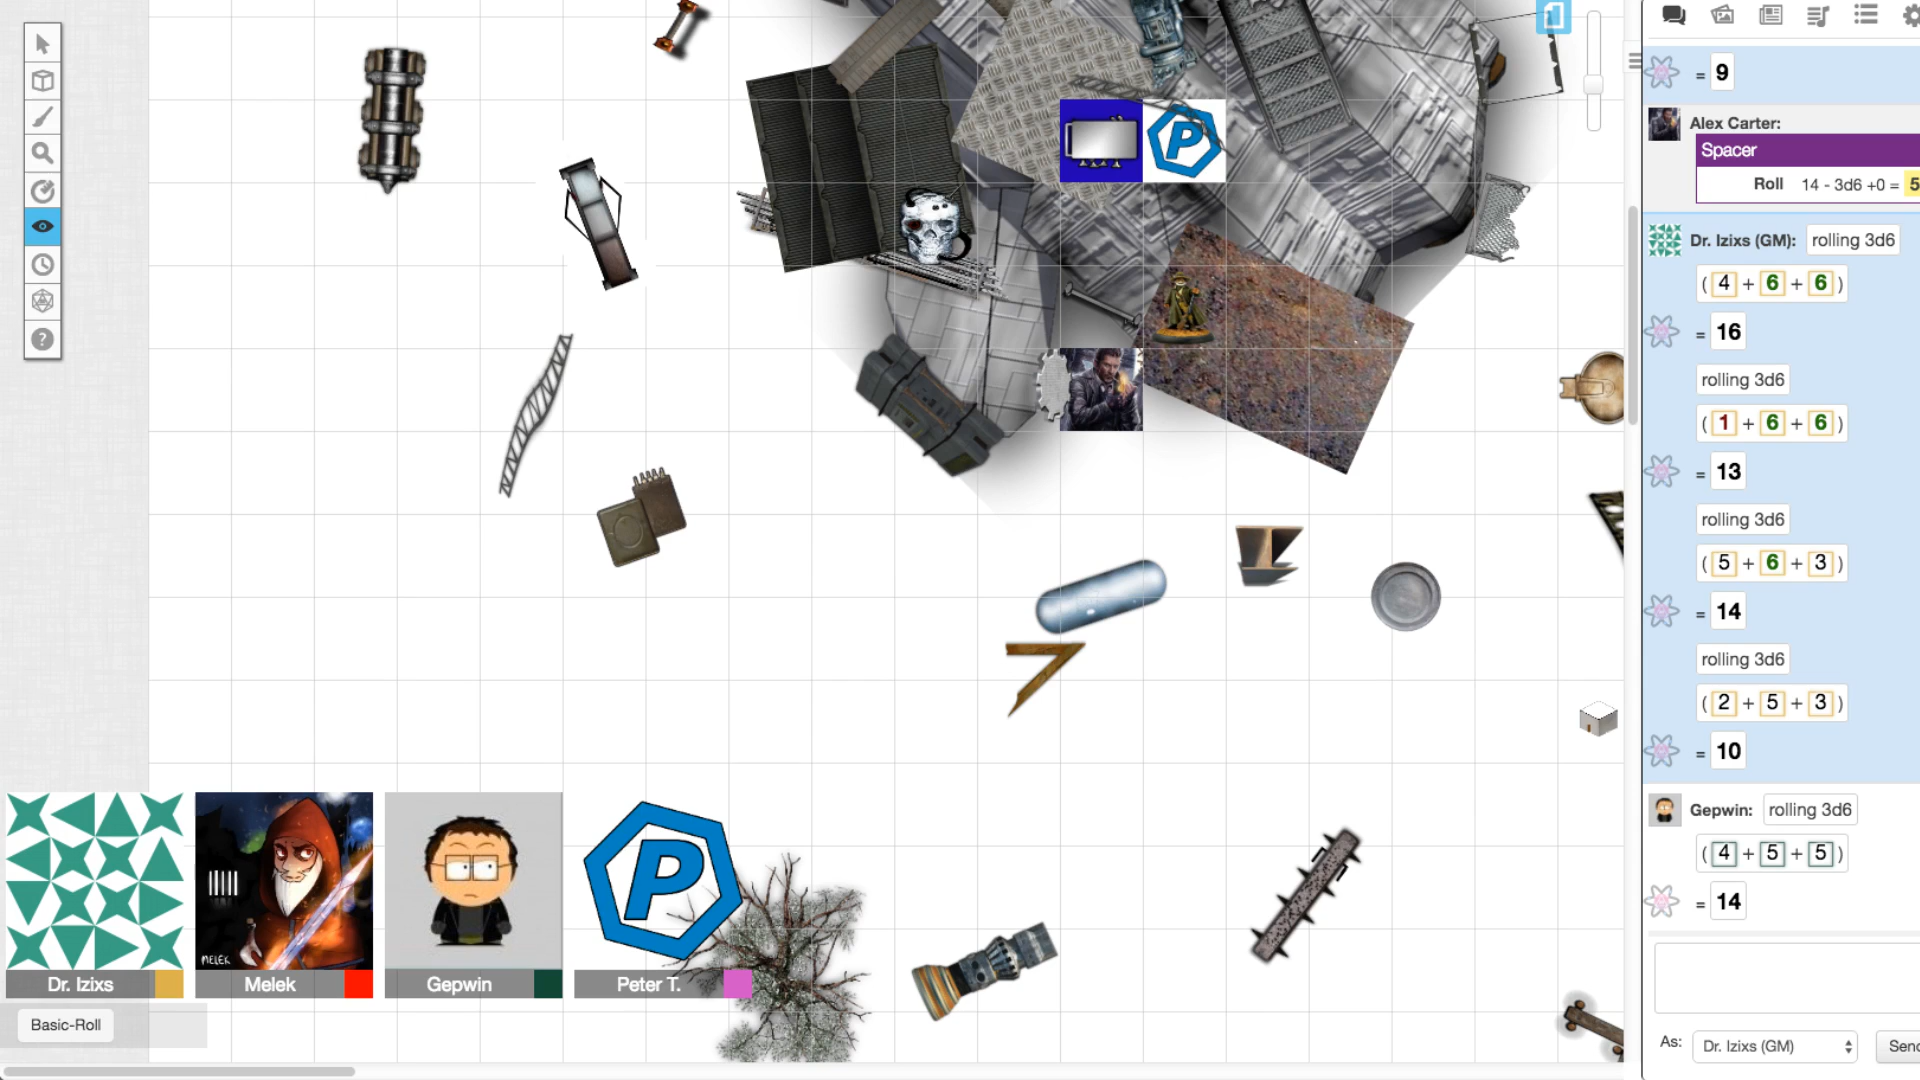 = 9
Alex Carter:
Spacer
Roll 14 - 3d6 +0 = 5
Dr. Izixs (GM): rolling 3d6
( 4 + 6 + 6 )
= 16
rolling 3d6
( 1 + 6 + 6 )
= 13
rolling 3d6
( 5 + 6 + 3 )
= 14
rolling 3d6
( 2 + 5 + 3 )
= 10
Gepwin: rolling 3d6
( 4 + 5 + 5 )
= 14
As: Dr. Izixs (GM) Send
P
?
P
MELEK
Dr. Izixs Melek Gepwin Peter T.
Basic-Roll